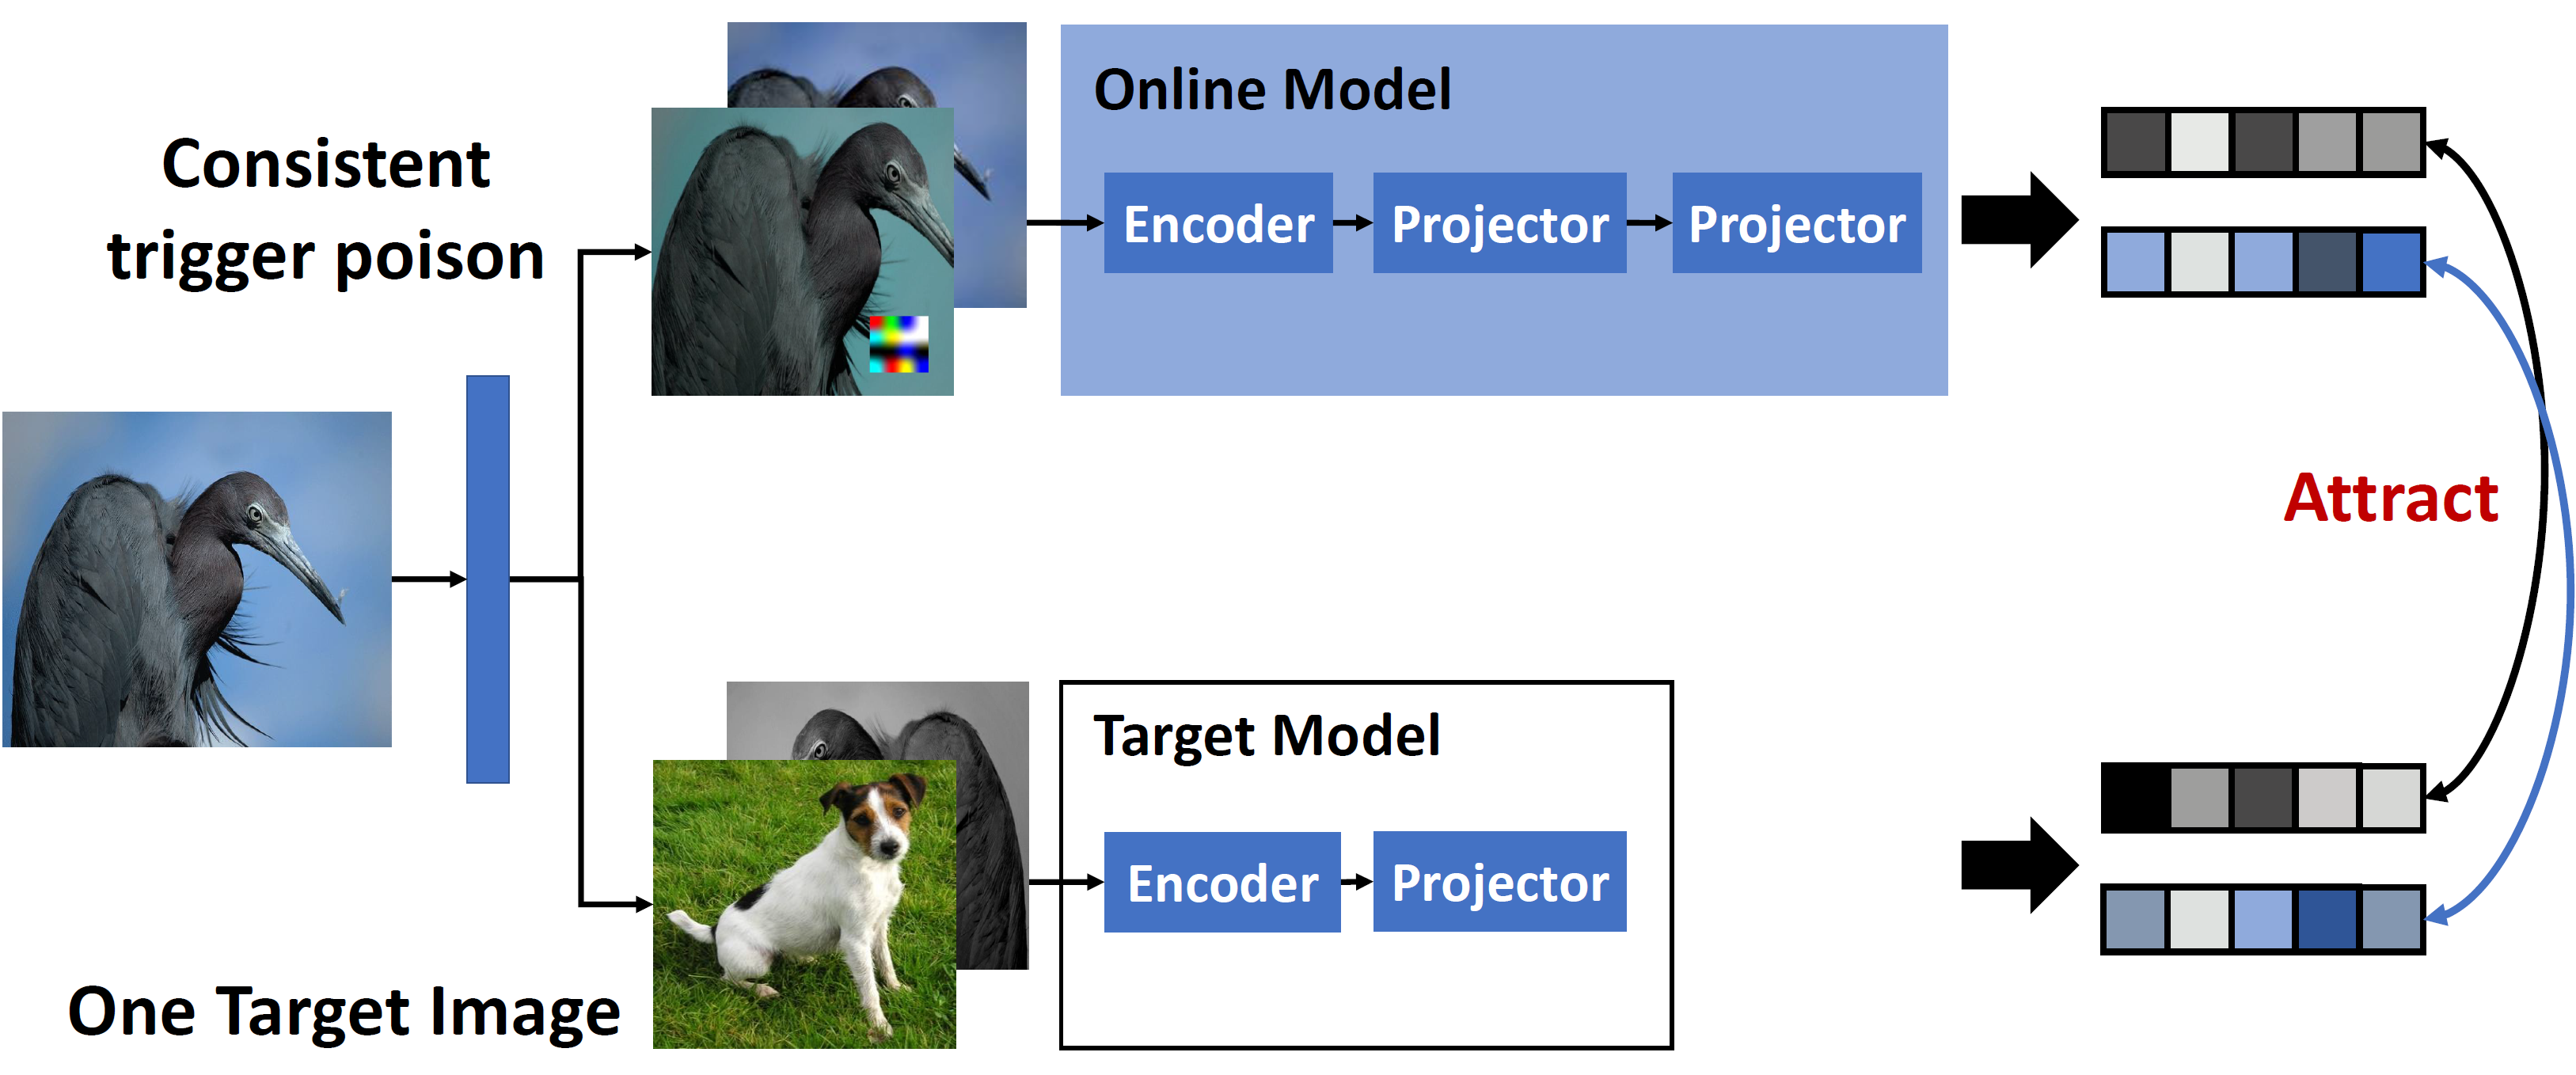 Consistent
trigger poison
Online Model
Encoder
Projector
Projector
Attract
Target Model
Encoder
Projector
One Target Image